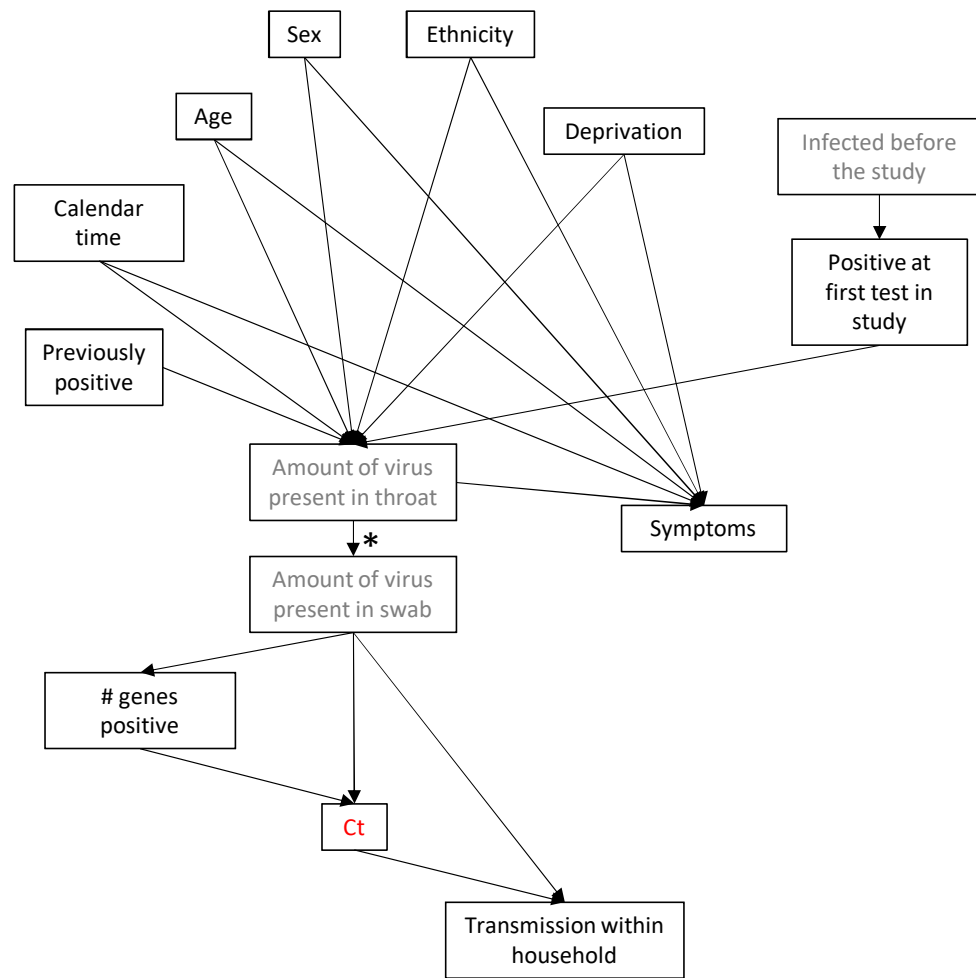 Sex
Ethnicity
Age
Deprivation
Infected before
the study
Calendar
time
Positive at
first test in
study
Previously
positive
Amount of virus
present in throat
Symptoms
*
Amount of virus
present in swab
# genes
positive
Ct
Transmission within
household